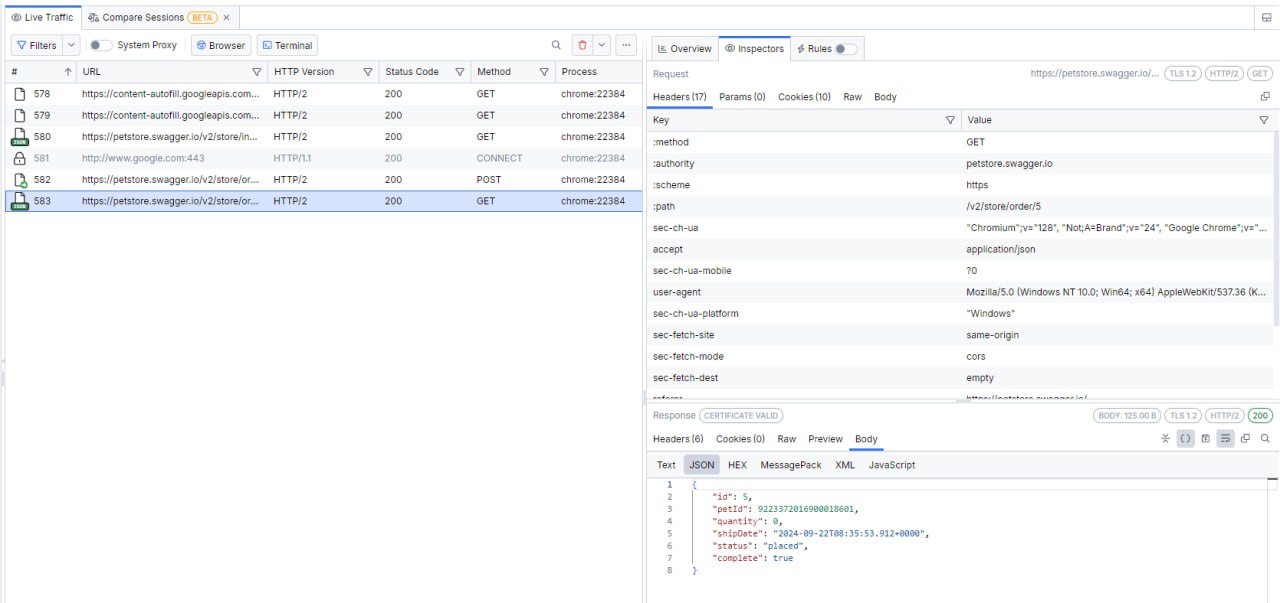 Live Traffic
Compare Sessions BETA
Filters System Proxy Browser Terminal
# URL HTTP Version Status Code Method Process
578 https://content-autofill.googleapis.com... HTTP/2 200 GET chrome:22384
579 https://content-autofill.googleapis.com... HTTP/2 200 GET chrome:22384
JSON 580 https://petstore.swagger.io/v2/store/in... HTTP/2 200 GET chrome:22384
581 http://www.google.com:443 HTTP/1.1 200 CONNECT chrome:22384
582 https://petstore.swagger.io/v2/store/or... HTTP/2 200 POST chrome:22384
JSON 583 https://petstore.swagger.io/v2/store/or... HTTP/2 200 GET chrome:22384
Overview Inspectors Rules
Request https://petstore.swagger.io/... TLS 1.2 HTTP/2 GET
Headers (17) Params (0) Cookies (10) Raw Body
Key Value
:method GET
:authority petstore.swagger.io
:scheme https
:path /v2/store/order/5
sec-ch-ua "Chromium";v="128", "Not;A=Brand";v="24", "Google Chrome";v="...
accept application/json
sec-ch-ua-mobile ?0
user-agent Mozilla/5.0 (Windows NT 10.0; Win64; x64) AppleWebKit/537.36 (K...
sec-ch-ua-platform "Windows"
sec-fetch-site same-origin
sec-fetch-mode cors
sec-fetch-dest empty
referer https://petstore.swagger.io/
Response CERTIFICATE VALID BODY: 125.00 B TLS 1.2 HTTP/2 200
Headers (6) Cookies (0) Raw Preview Body
Text JSON HEX MessagePack XML JavaScript
1 {
2 "id": 5,
3 "petId": 9223372016900018601,
4 "quantity": 0,
5 "shipDate": "2024-09-22T08:35:53.912+0000",
6 "status": "placed",
7 "complete": true
8 }